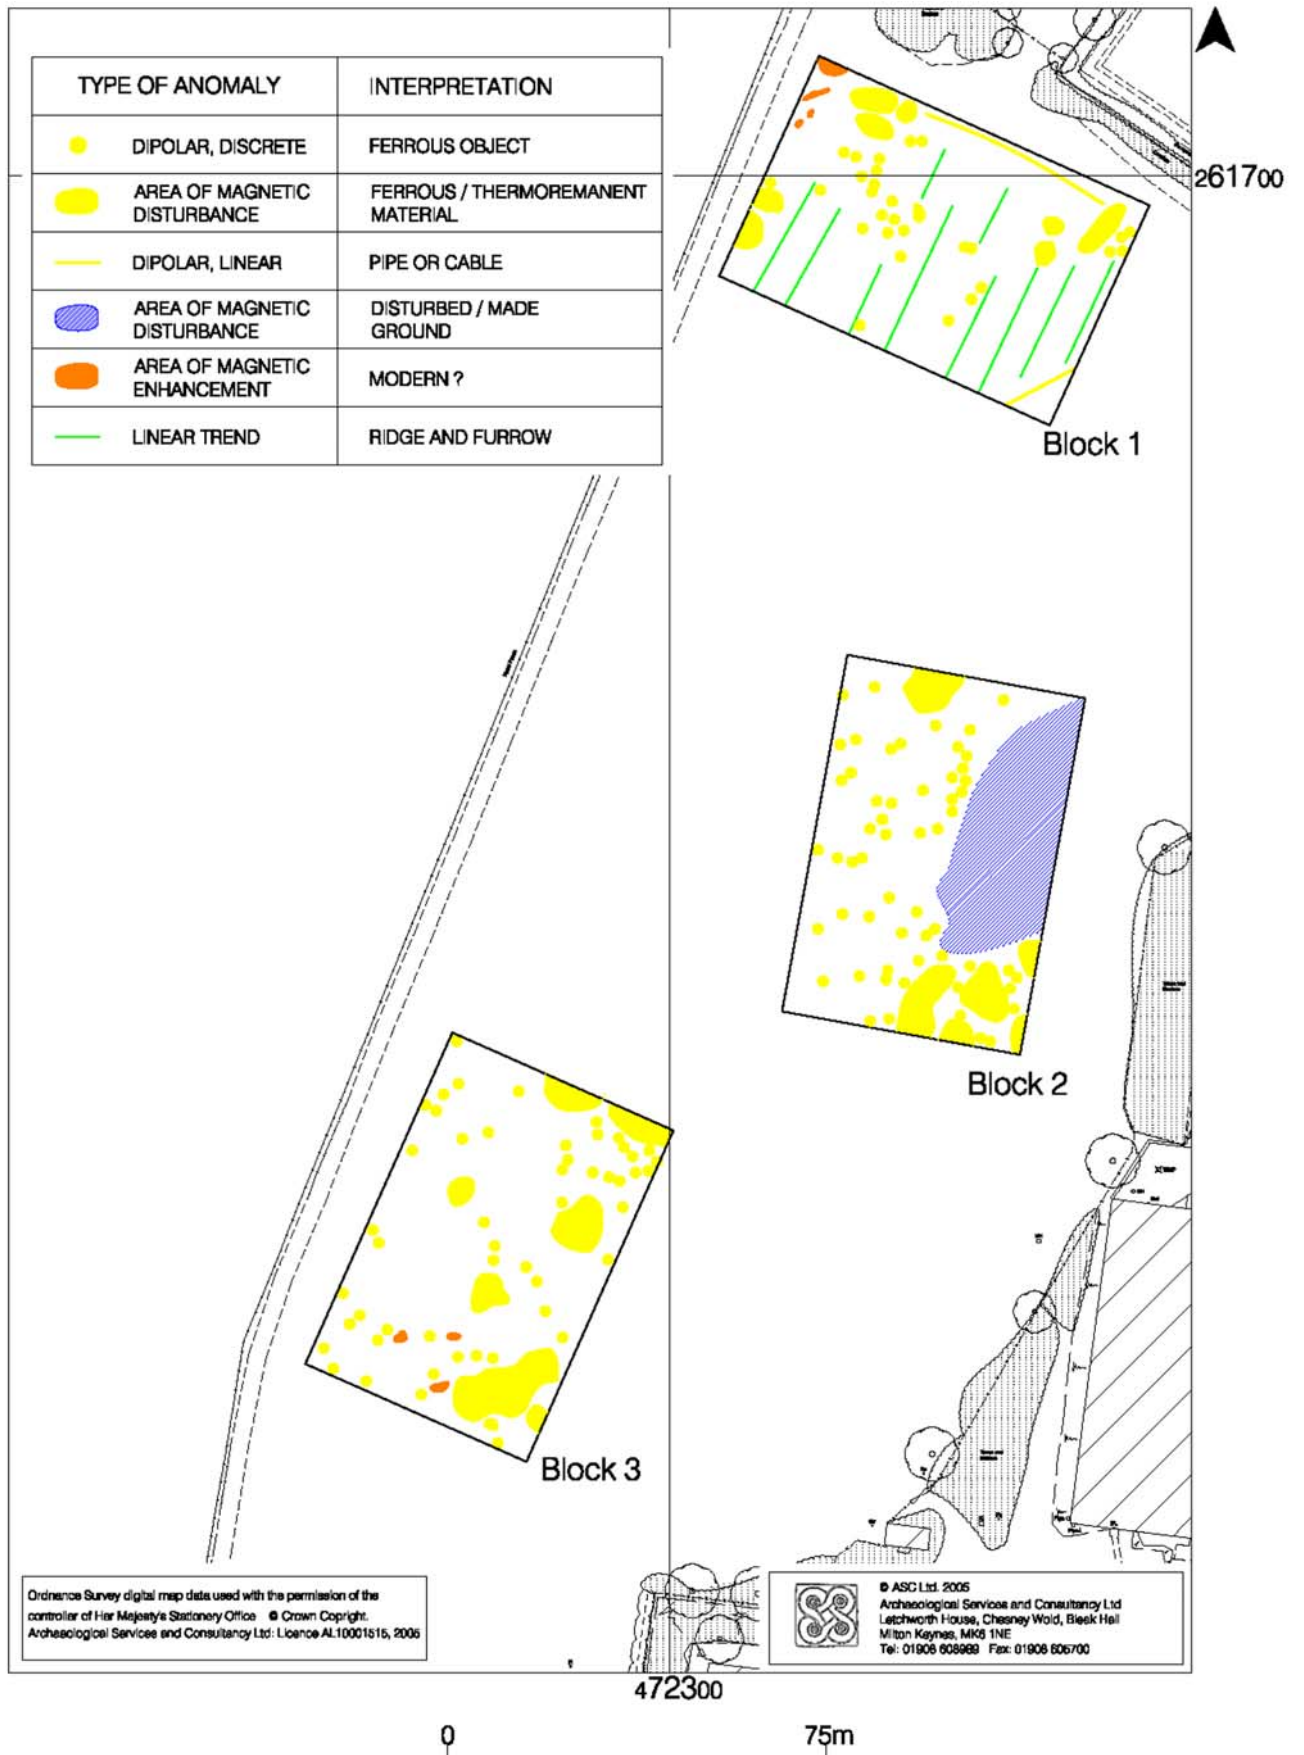 TYPE OF ANOMALY
INTERPRETATION
DIPOLAR, DISCRETE
FERROUS OBJECT
AREA OF MAGNETIC
DISTURBANCE
FERROUS / THERMOREMANENT
MATERIAL
DIPOLAR, LINEAR
PIPE OR CABLE
AREA OF MAGNETIC
DISTURBANCE
DISTURBED / MADE
GROUND
AREA OF MAGNETIC
ENHANCEMENT
MODERN ?
LINEAR TREND
RIDGE AND FURROW
261700
Block 1
Block 2
Block 3
Ordnance Survey digital map data used with the permission of the
controller of Her Majesty's Stationery Office © Crown Copright.
Archaeological Services and Consultancy Ltd: Licence AL10001515, 2005
© ASC Ltd. 2005
Archaeological Services and Consultancy Ltd
Letchworth House, Chesney Wold, Bleak Hall
Milton Keynes, MK6 1NE
Tel: 01908 608989 Fax: 01908 605700
472300
0
75m